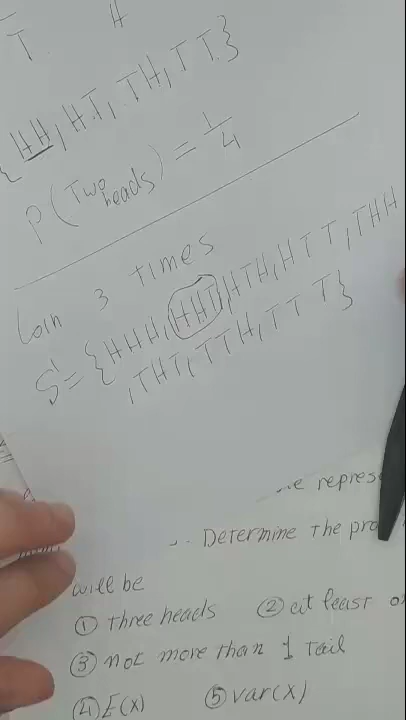 T H
{HH, HT, TH, TT}
P(Two heads) = 1/4
Coin 3 times
S = {HHH, HHT, HTH, HTT, THH
, THT, TTH, TTT}
Determine the
will be
① three heads ② at least
③ not more than 1 Tail
④ E(x) ⑤ var(x)